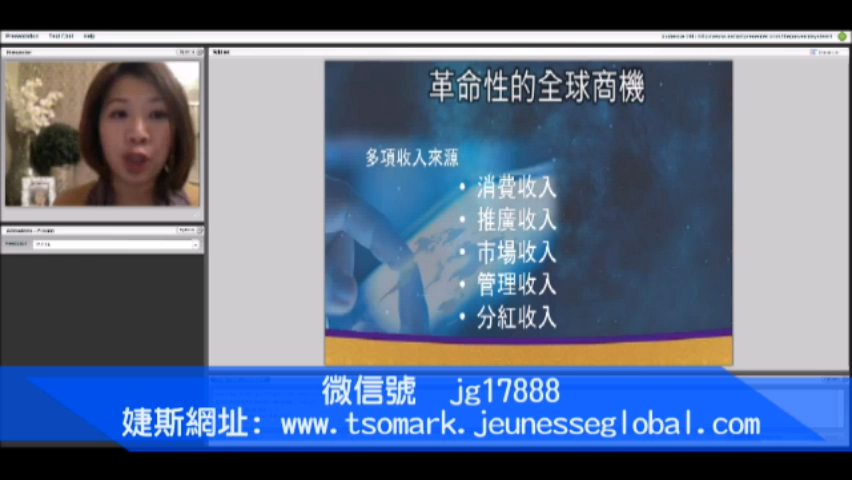 Help
革命性的全球商機
多項收入來源
• 消費收入
• 推廣收入
• 市場收入
• 管理收入
• 分紅收入
微信號 jg17888
婕斯網址: www.tsomark.jeunesseglobal.com